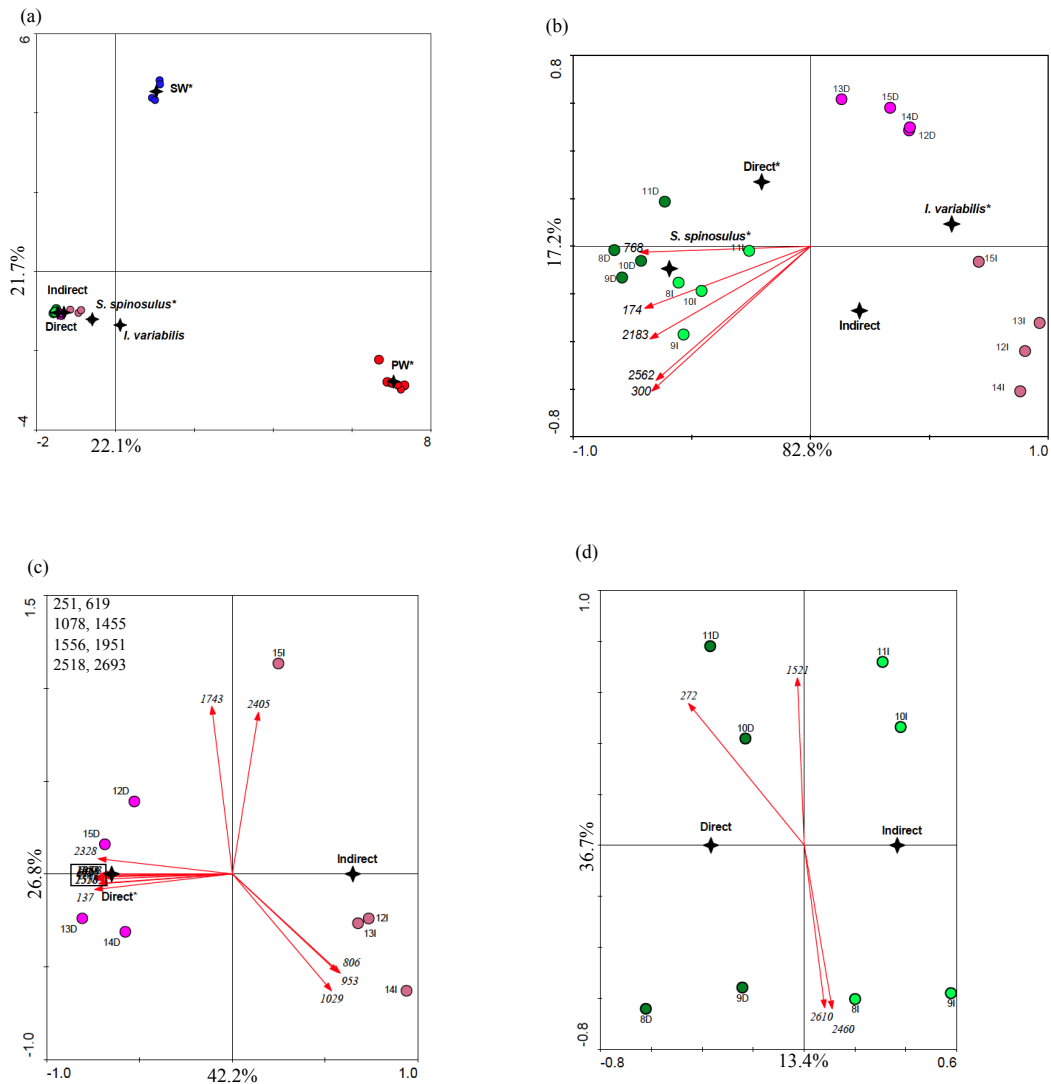 (a)
6
SW*
21.7%
Indirect
S. spinosulus*
Direct
I. variabilis
PW*
-4
-2
22.1%
8
(b)
0.8
13D
15D
14D
12D
Direct*
11D
I. variabilis*
S. spinosulus*
17.2%
768
11I
8D
10D
15I
9D
8I
10I
174
Indirect
13I
2183
9I
12I
2562
300
14I
-0.8
-1.0
82.8%
1.0
(c)
1.5
251, 619
1078, 1455
1556, 1951
2518, 2693
15I
1743
2405
12D
15D
2328
Indirect
26.8%
137
Direct*
13D
14D
12I
13I
806
953
14I
1029
-1.0
-1.0
42.2%
1.0
(d)
1.0
11D
1521
11I
272
10I
10D
Direct
Indirect
36.7%
9D
9I
8D
2610
8I
2460
-0.8
-0.8
13.4%
0.6